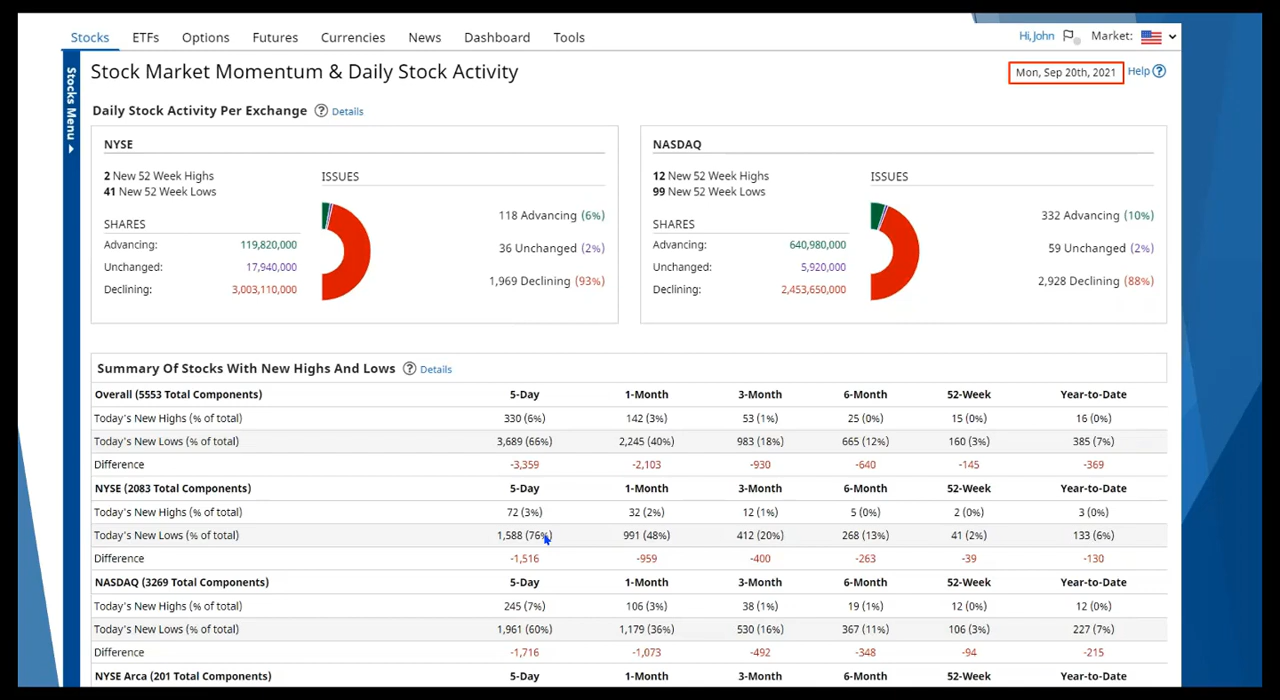 Stocks ETFs Options Futures Currencies News Dashboard Tools Hi, John Market:
Stocks Menu
Stock Market Momentum & Daily Stock Activity Mon, Sep 20th, 2021 Help ?
Daily Stock Activity Per Exchange ? Details
NYSE
2 New 52 Week Highs
41 New 52 Week Lows
SHARES
Advancing: 119,820,000
Unchanged: 17,940,000
Declining: 3,003,110,000
ISSUES
118 Advancing (6%)
36 Unchanged (2%)
1,969 Declining (93%)
NASDAQ
12 New 52 Week Highs
99 New 52 Week Lows
SHARES
Advancing: 640,980,000
Unchanged: 5,920,000
Declining: 2,453,650,000
ISSUES
332 Advancing (10%)
59 Unchanged (2%)
2,928 Declining (88%)
Summary Of Stocks With New Highs And Lows ? Details
Overall (5553 Total Components) 5-Day 1-Month 3-Month 6-Month 52-Week Year-to-Date
Today's New Highs (% of total) 330 (6%) 142 (3%) 53 (1%) 25 (0%) 15 (0%) 16 (0%)
Today's New Lows (% of total) 3,689 (66%) 2,245 (40%) 983 (18%) 665 (12%) 160 (3%) 385 (7%)
Difference -3,359 -2,103 -930 -640 -145 -369
NYSE (2083 Total Components) 5-Day 1-Month 3-Month 6-Month 52-Week Year-to-Date
Today's New Highs (% of total) 72 (3%) 32 (2%) 12 (1%) 5 (0%) 2 (0%) 3 (0%)
Today's New Lows (% of total) 1,588 (76%) 991 (48%) 412 (20%) 268 (13%) 41 (2%) 133 (6%)
Difference -1,516 -959 -400 -263 -39 -130
NASDAQ (3269 Total Components) 5-Day 1-Month 3-Month 6-Month 52-Week Year-to-Date
Today's New Highs (% of total) 245 (7%) 106 (3%) 38 (1%) 19 (1%) 12 (0%) 12 (0%)
Today's New Lows (% of total) 1,961 (60%) 1,179 (36%) 530 (16%) 367 (11%) 106 (3%) 227 (7%)
Difference -1,716 -1,073 -492 -348 -94 -215
NYSE Arca (201 Total Components) 5-Day 1-Month 3-Month 6-Month 52-Week Year-to-Date